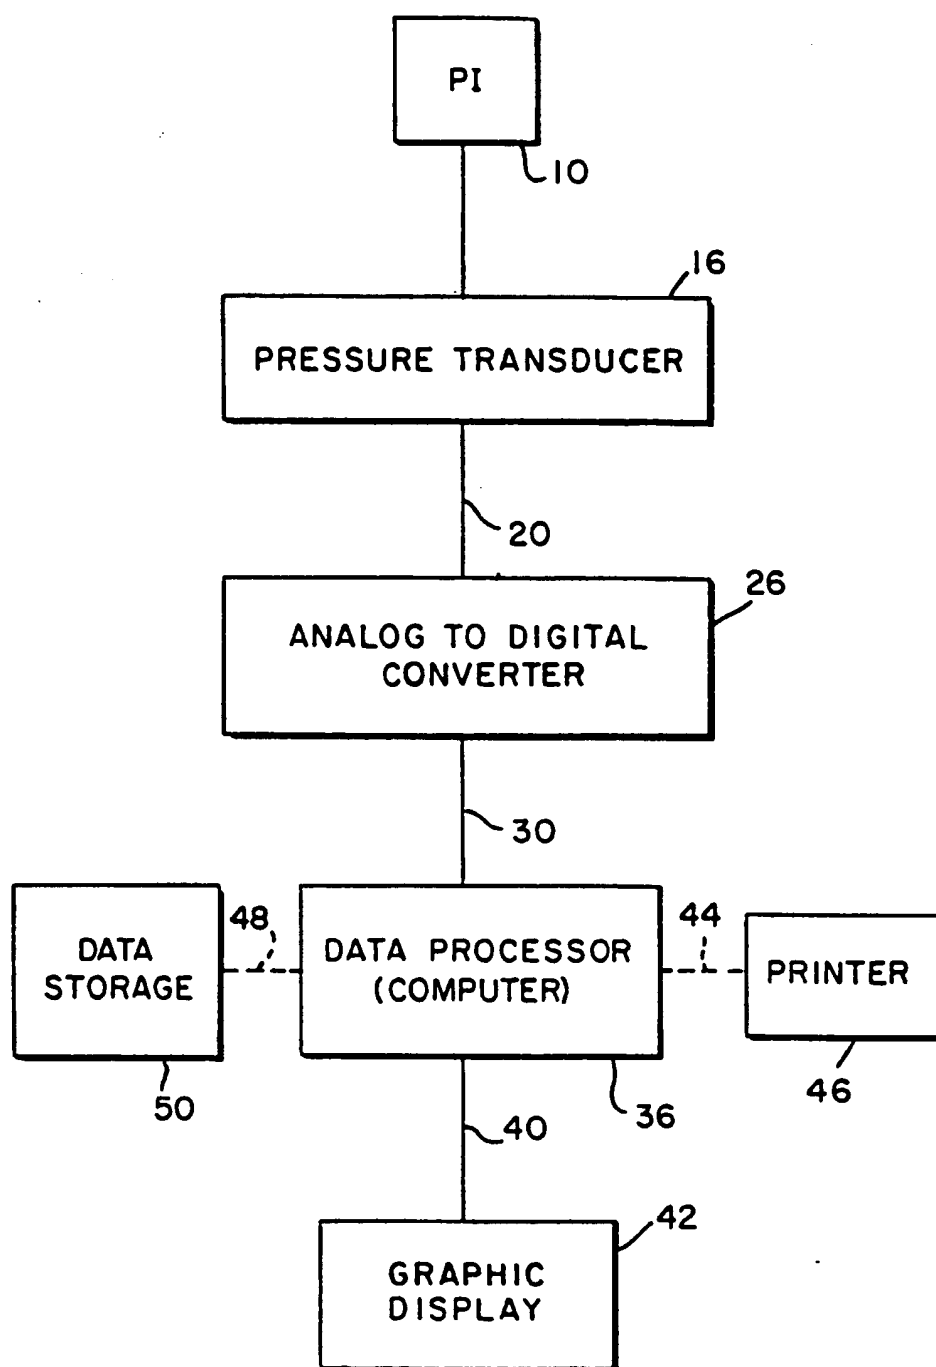 PI
10
16
PRESSURE TRANSDUCER
20
26
ANALOG TO DIGITAL
CONVERTER
30
48
44
DATA
STORAGE
DATA PROCESSOR
(COMPUTER)
PRINTER
50
36
46
40
42
GRAPHIC
DISPLAY